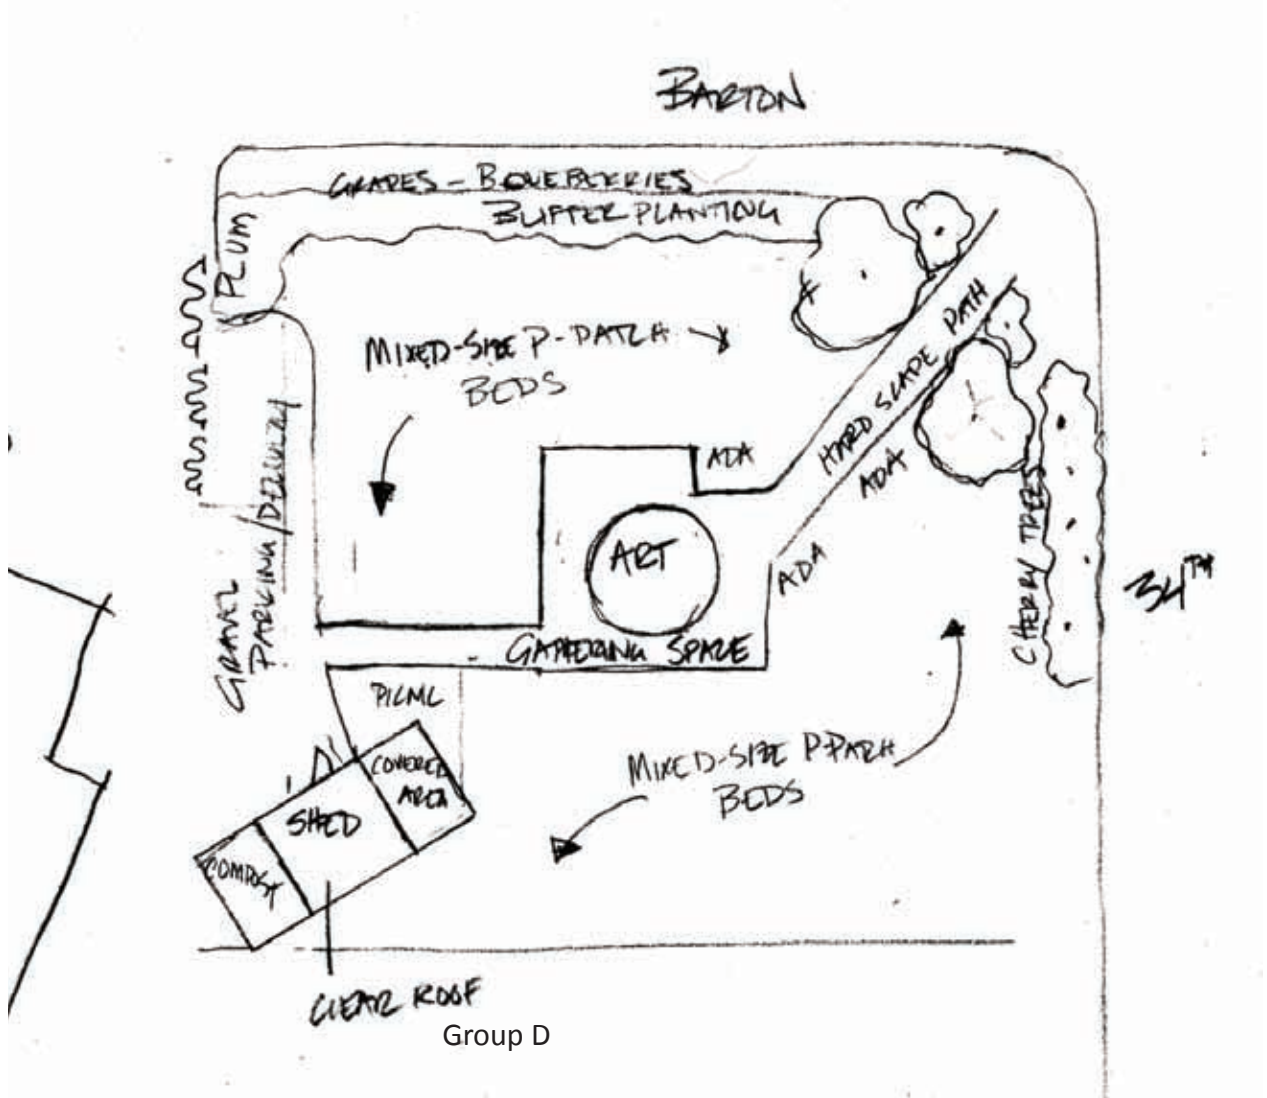 BARTON
GRAPES - BLUEBERRIES
BUFFER PLANTING
PLUM
MIXED-SIZE P-PATCH
BEDS
HARD SCAPE PATH
ADA
ADA
ADA
ART
GATHERING SPACE
CHERRY TREES
34TH
GRAVEL
PARKING/DELIVERY
PICNIC
COVERED
AREA
SHED
COMPOST
MIXED-SIZE P-PATCH
BEDS
CLEAR ROOF
Group D